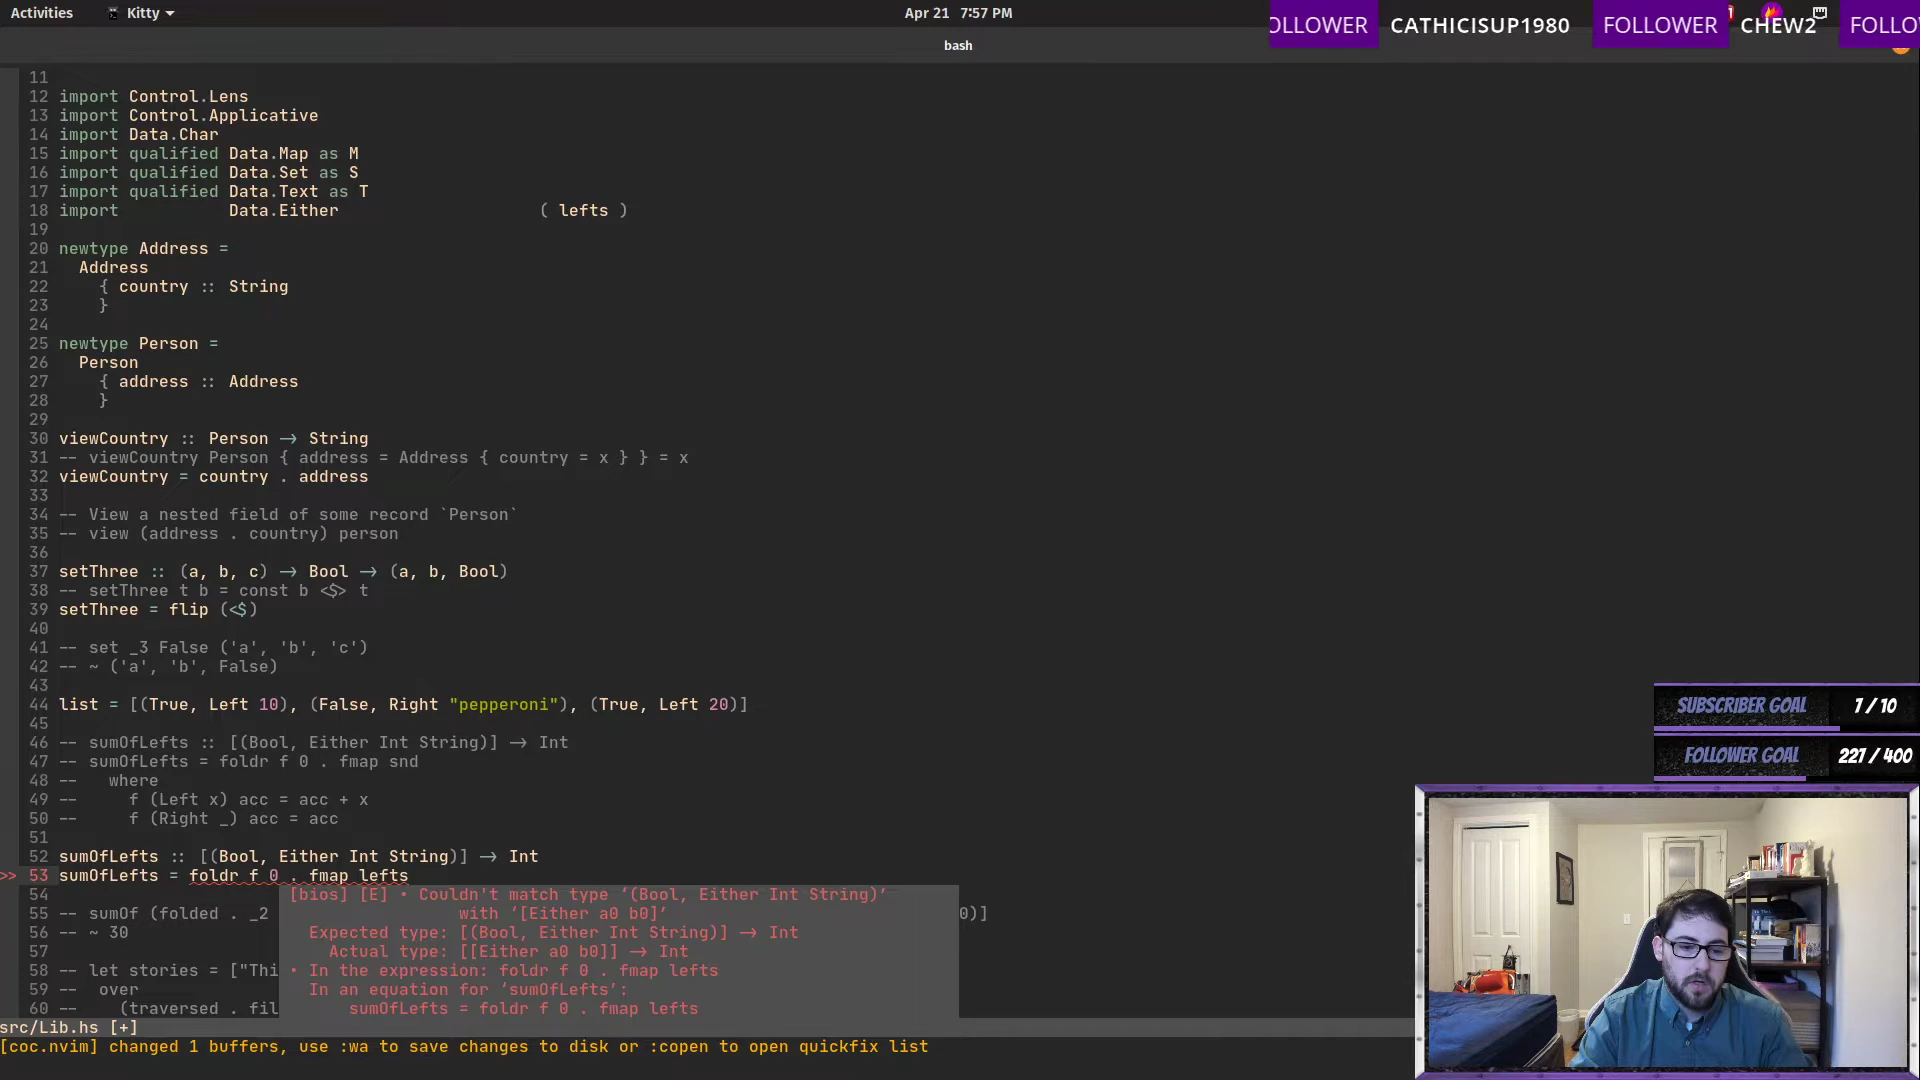 Activities
Kitty
Apr 21 7:57 PM
OLLOWER CATHICISUP1980 FOLLOWER CHEW2 FOLLO
bash
11
12 import Control.Lens
13 import Control.Applicative
14 import Data.Char
15 import qualified Data.Map as M
16 import qualified Data.Set as S
17 import qualified Data.Text as T
18 import Data.Either ( lefts )
19
20 newtype Address =
21 Address
22 { country :: String
23 }
24
25 newtype Person =
26 Person
27 { address :: Address
28 }
29
30 viewCountry :: Person → String
31 -- viewCountry Person { address = Address { country = x } } = x
32 viewCountry = country . address
33
34 -- View a nested field of some record `Person`
35 -- view (address . country) person
36
37 setThree :: (a, b, c) → Bool → (a, b, Bool)
38 -- setThree t b = const b <$> t
39 setThree = flip (<$)
40
41 -- set _3 False ('a', 'b', 'c')
42 -- ~ ('a', 'b', False)
43
44 list = [(True, Left 10), (False, Right "pepperoni"), (True, Left 20)]
45
46 -- sumOfLefts :: [(Bool, Either Int String)] → Int
47 -- sumOfLefts = foldr f 0 . fmap snd
48 -- where
49 -- f (Left x) acc = acc + x
50 -- f (Right _) acc = acc
51
52 sumOfLefts :: [(Bool, Either Int String)] → Int
>> 53 sumOfLefts = foldr f 0 . fmap lefts
54 [bios] [E] • Couldn't match type ‘(Bool, Either Int String)’
55 -- sumOf (folded . _2 with ‘[Either a0 b0]’ 0)]
56 -- ~ 30 Expected type: [(Bool, Either Int String)] → Int
57 Actual type: [[Either a0 b0]] → Int
58 -- let stories = ["Thi • In the expression: foldr f 0 . fmap lefts
59 -- over In an equation for ‘sumOfLefts’:
60 -- (traversed . fil sumOfLefts = foldr f 0 . fmap lefts
src/Lib.hs [+]
[coc.nvim] changed 1 buffers, use :wa to save changes to disk or :copen to open quickfix list
SUBSCRIBER GOAL 7 / 10
FOLLOWER GOAL 227 / 400